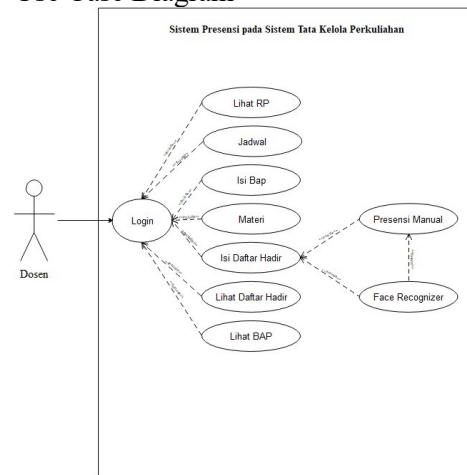 Use Case Diagram
Sistem Presensi pada Sistem Tata Kelola Perkuliahan
Lihat RP
Jadwal
Isi Bap
Login
Materi
Presensi Manual
Isi Daftar Hadir
Dosen
Lihat Daftar Hadir
Face Recognizer
Lihat BAP